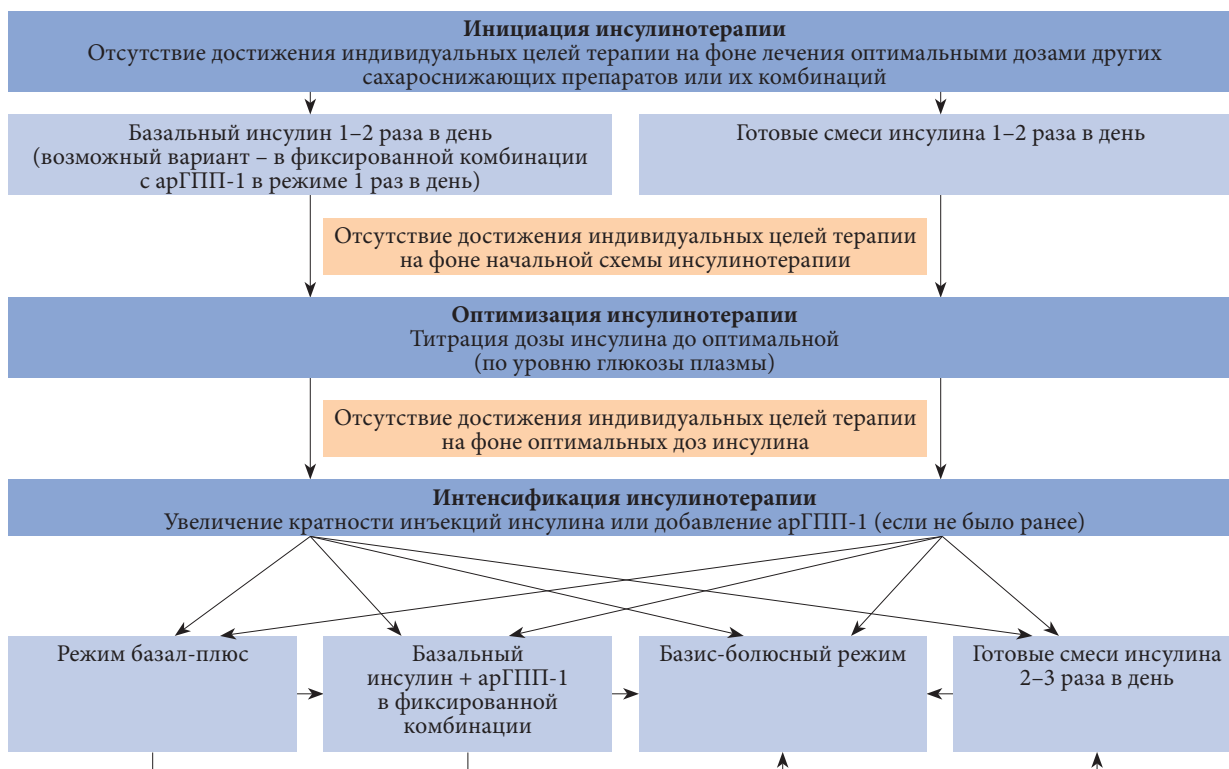 Инициация инсулинотерапии
Отсутствие достижения индивидуальных целей терапии на фоне лечения оптимальными дозами других
сахароснижающих препаратов или их комбинаций
Базальный инсулин 1–2 раза в день
(возможный вариант – в фиксированной комбинации
с арГПП-1 в режиме 1 раз в день)
Готовые смеси инсулина 1–2 раза в день
Отсутствие достижения индивидуальных целей терапии
на фоне начальной схемы инсулинотерапии
Оптимизация инсулинотерапии
Титрация дозы инсулина до оптимальной
(по уровню глюкозы плазмы)
Отсутствие достижения индивидуальных целей терапии
на фоне оптимальных доз инсулина
Интенсификация инсулинотерапии
Увеличение кратности инъекций инсулина или добавление арГПП-1 (если не было ранее)
Режим базал-плюс
Базальный
инсулин + арГПП-1
в фиксированной
комбинации
Базис-болюсный режим
Готовые смеси инсулина
2–3 раза в день